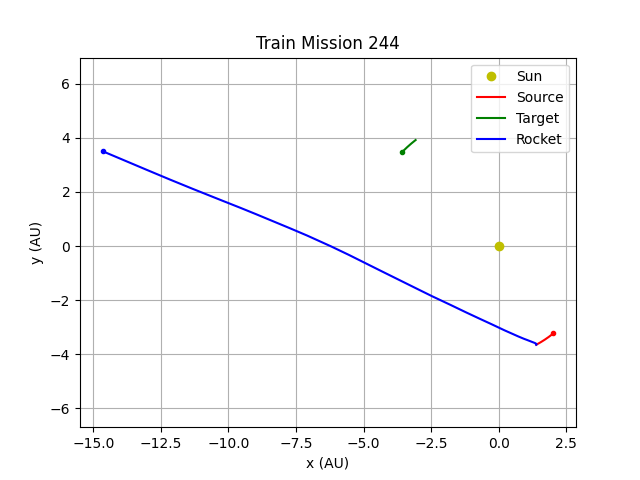 Train Mission 244
Sun
Source
Target
Rocket
y (AU)
6
4
2
0
−2
−4
−6
−15.0 −12.5 −10.0 −7.5 −5.0 −2.5 0.0 2.5
x (AU)